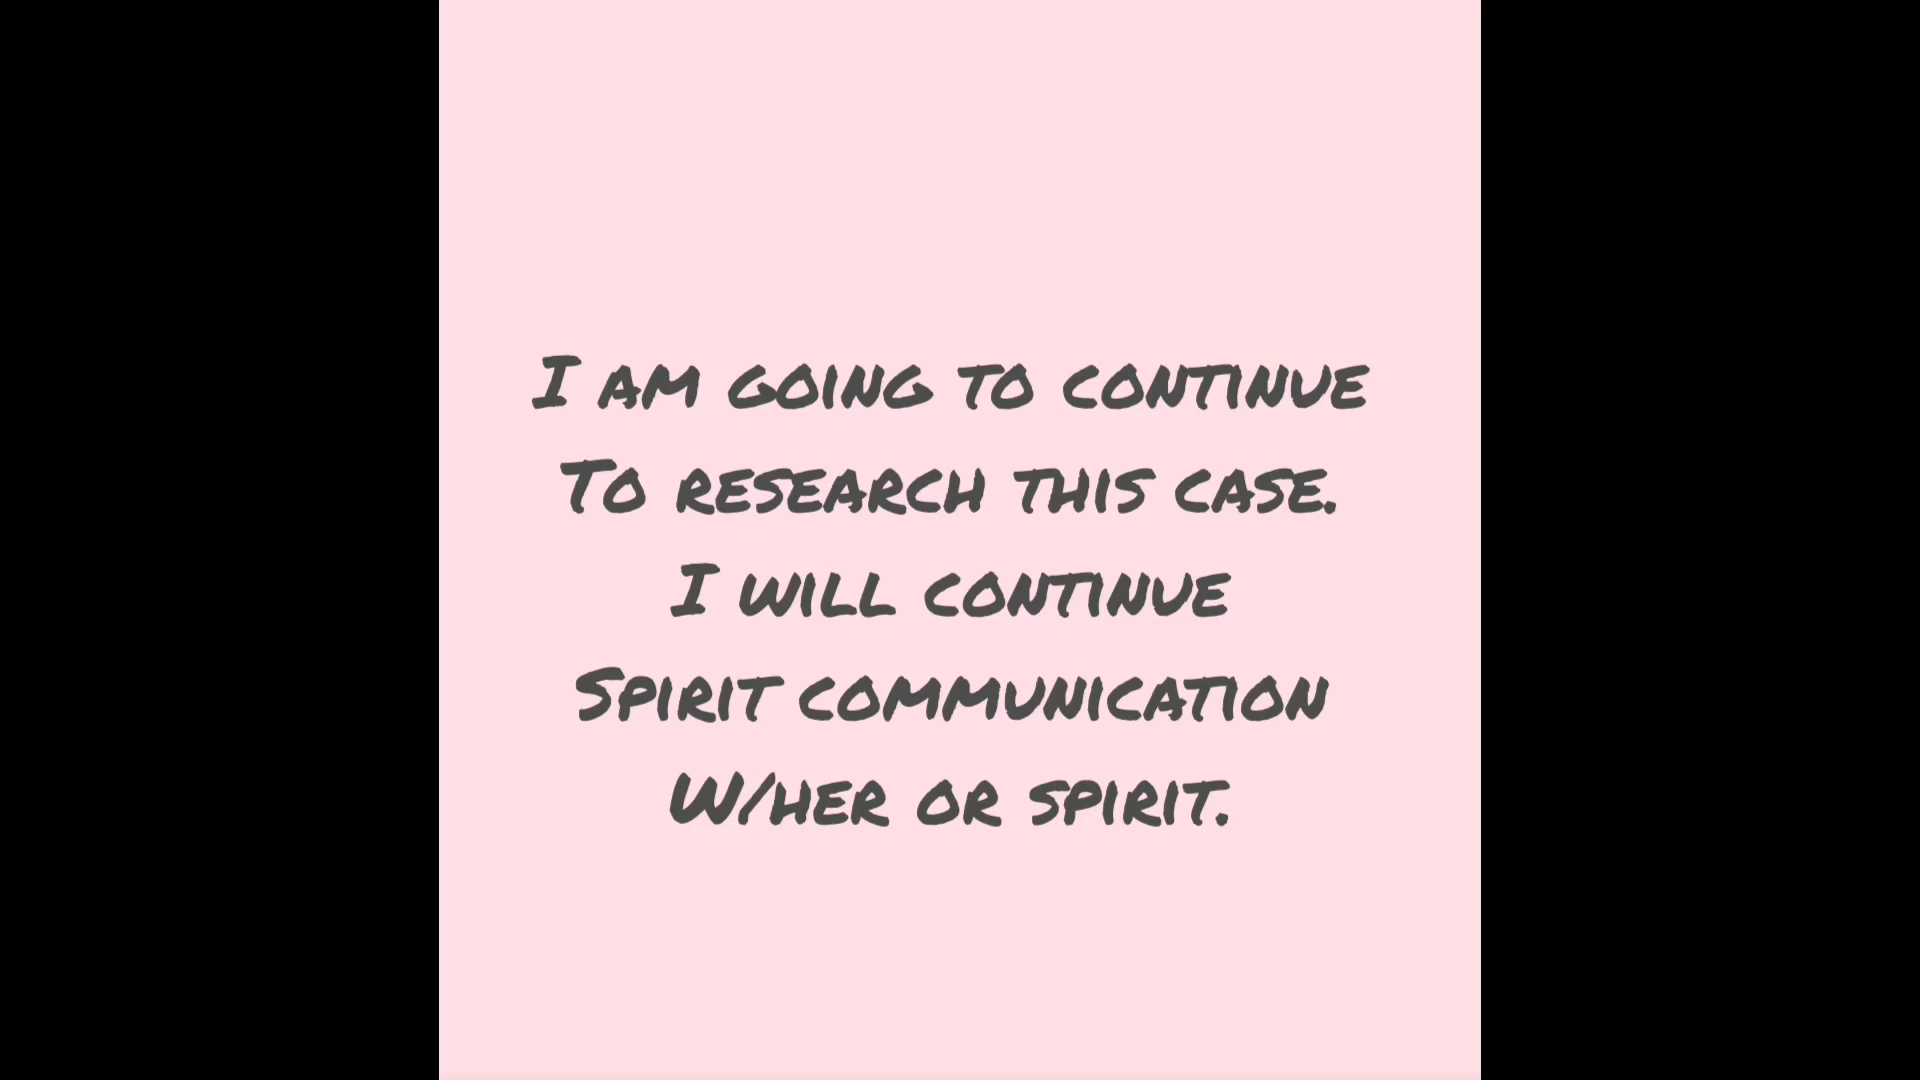 I am going to continue
To research this case.
I will continue
Spirit communication
W/her or spirit.